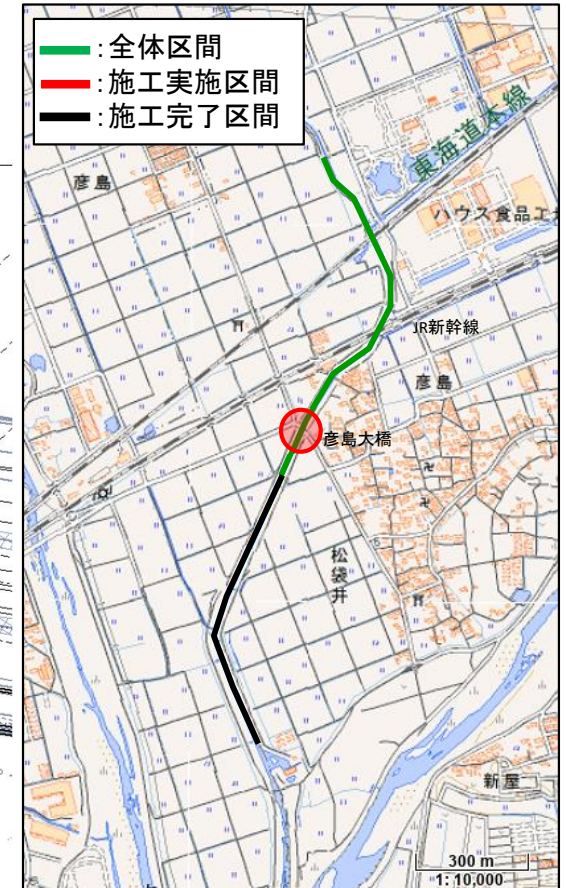 :全体区間
:施工実施区間
:施工完了区間
東海道本線
彦島
ハウス食品工
JR新幹線
彦島
彦島大橋
松袋井
新屋
300 m
1: 10,000